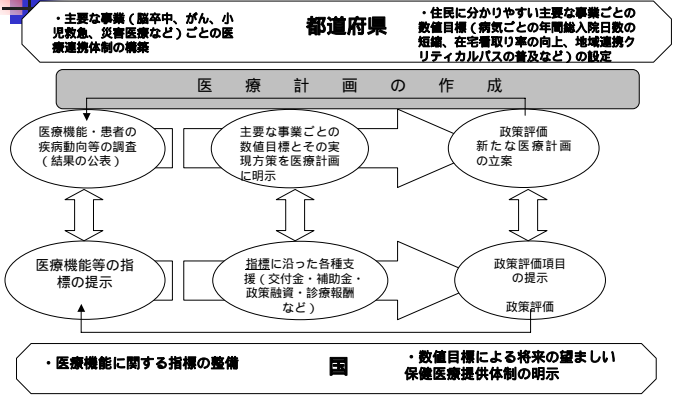 ・主要な事業（脳卒中、がん、小
児救急、災害医療など）ごとの医
療連携体制の構築
都道府県
・住民に分かりやすい主要な事業ごとの
数値目標（病気ごとの年間総入院日数の
短縮、在宅看取り率の向上、地域連携ク
リティカルパスの普及など）の設定
医療計画の作成
医療機能・患者の
疾病動向等の調査
（結果の公表）
主要な事業ごとの
数値目標とその実
現方策を医療計画
に明示
政策評価
新たな医療計画
の立案
医療機能等の指
標の提示
指標に沿った各種支
援（交付金・補助金・
政策融資・診療報酬
など）
政策評価項目
の提示
政策評価
・医療機能に関する指標の整備
国
・数値目標による将来の望ましい
保健医療提供体制の明示